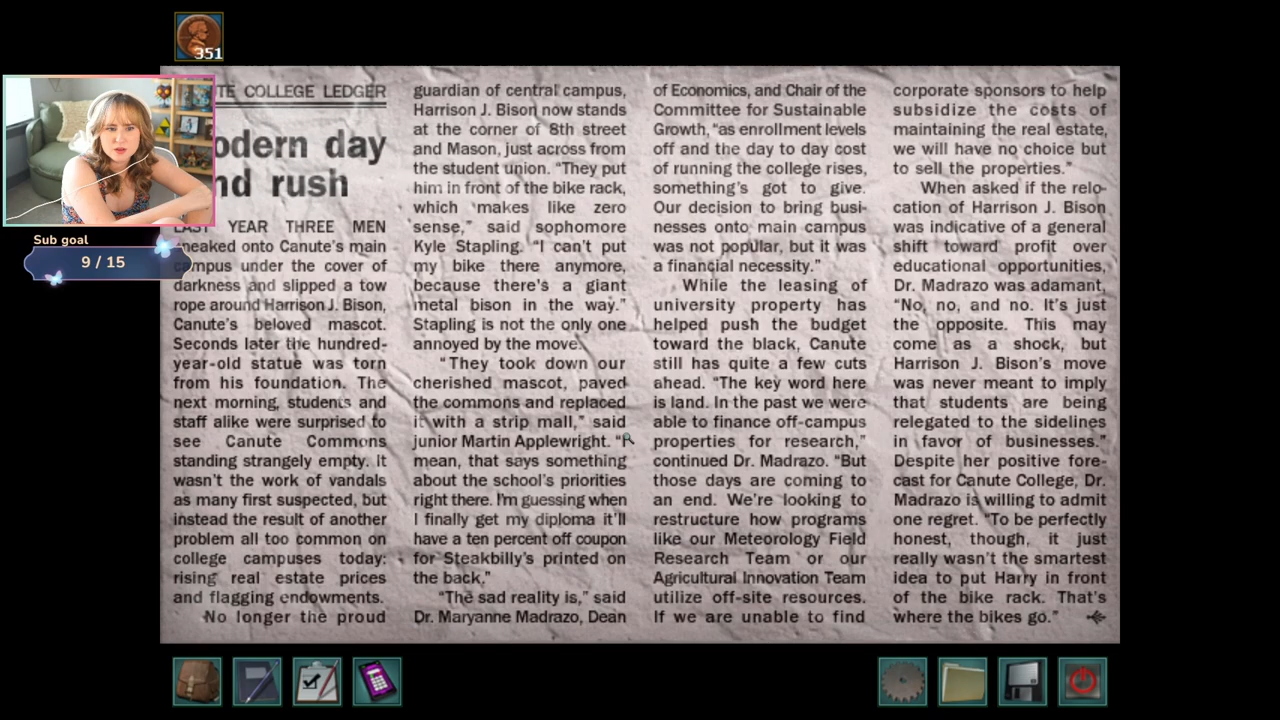 351
TE COLLEGE LEDGER
odern day
nd rush
LAST YEAR THREE MEN
sneaked onto Canute's main
campus under the cover of
darkness and slipped a tow
rope around Harrison J. Bison,
Canute's beloved mascot.
Seconds later the hundred-
year-old statue was torn
from his foundation. The
next morning, students and
staff alike were surprised to
see Canute Commons
standing strangely empty. It
wasn't the work of vandals
as many first suspected, but
instead the result of another
problem all too common on
college campuses today:
rising real estate prices
and flagging endowments.
No longer the proud
guardian of central campus,
Harrison J. Bison now stands
at the corner of 8th street
and Mason, just across from
the student union. "They put
him in front of the bike rack,
which makes like zero
sense," said sophomore
Kyle Stapling. "I can't put
my bike there anymore,
because there's a giant
metal bison in the way."
Stapling is not the only one
annoyed by the move.
"They took down our
cherished mascot, paved
the commons and replaced
it with a strip mall," said
junior Martin Applewright. "I
mean, that says something
about the school's priorities
right there. I'm guessing when
I finally get my diploma it'll
have a ten percent off coupon
for Steakbilly's printed on
the back."
"The sad reality is," said
Dr. Maryanne Madrazo, Dean
of Economics, and Chair of the
Committee for Sustainable
Growth, "as enrollment levels
off and the day to day cost
of running the college rises,
something's got to give.
Our decision to bring busi-
nesses onto main campus
was not popular, but it was
a financial necessity."
While the leasing of
university property has
helped push the budget
toward the black, Canute
still has quite a few cuts
ahead. "The key word here
is land. In the past we were
able to finance off-campus
properties for research,"
continued Dr. Madrazo. "But
those days are coming to
an end. We're looking to
restructure how programs
like our Meteorology Field
Research Team or our
Agricultural Innovation Team
utilize off-site resources.
If we are unable to find
corporate sponsors to help
subsidize the costs of
maintaining the real estate,
we will have no choice but
to sell the properties."
When asked if the relo-
cation of Harrison J. Bison
was indicative of a general
shift toward profit over
educational opportunities,
Dr. Madrazo was adamant,
"No, no, and no. It's just
the opposite. This may
come as a shock, but
Harrison J. Bison's move
was never meant to imply
that students are being
relegated to the sidelines
in favor of businesses."
Despite her positive fore-
cast for Canute College, Dr.
Madrazo is willing to admit
one regret. "To be perfectly
honest, though, it just
really wasn't the smartest
idea to put Harry in front
of the bike rack. That's
where the bikes go."
Sub goal
9 / 15